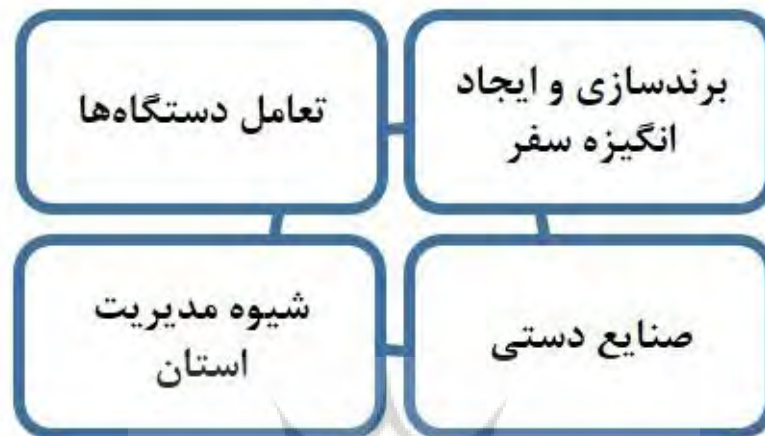 برندسازی و ایجاد
انگیزه سفر
تعامل دستگاه‌ها
صنایع دستی
شیوه مدیریت
استان